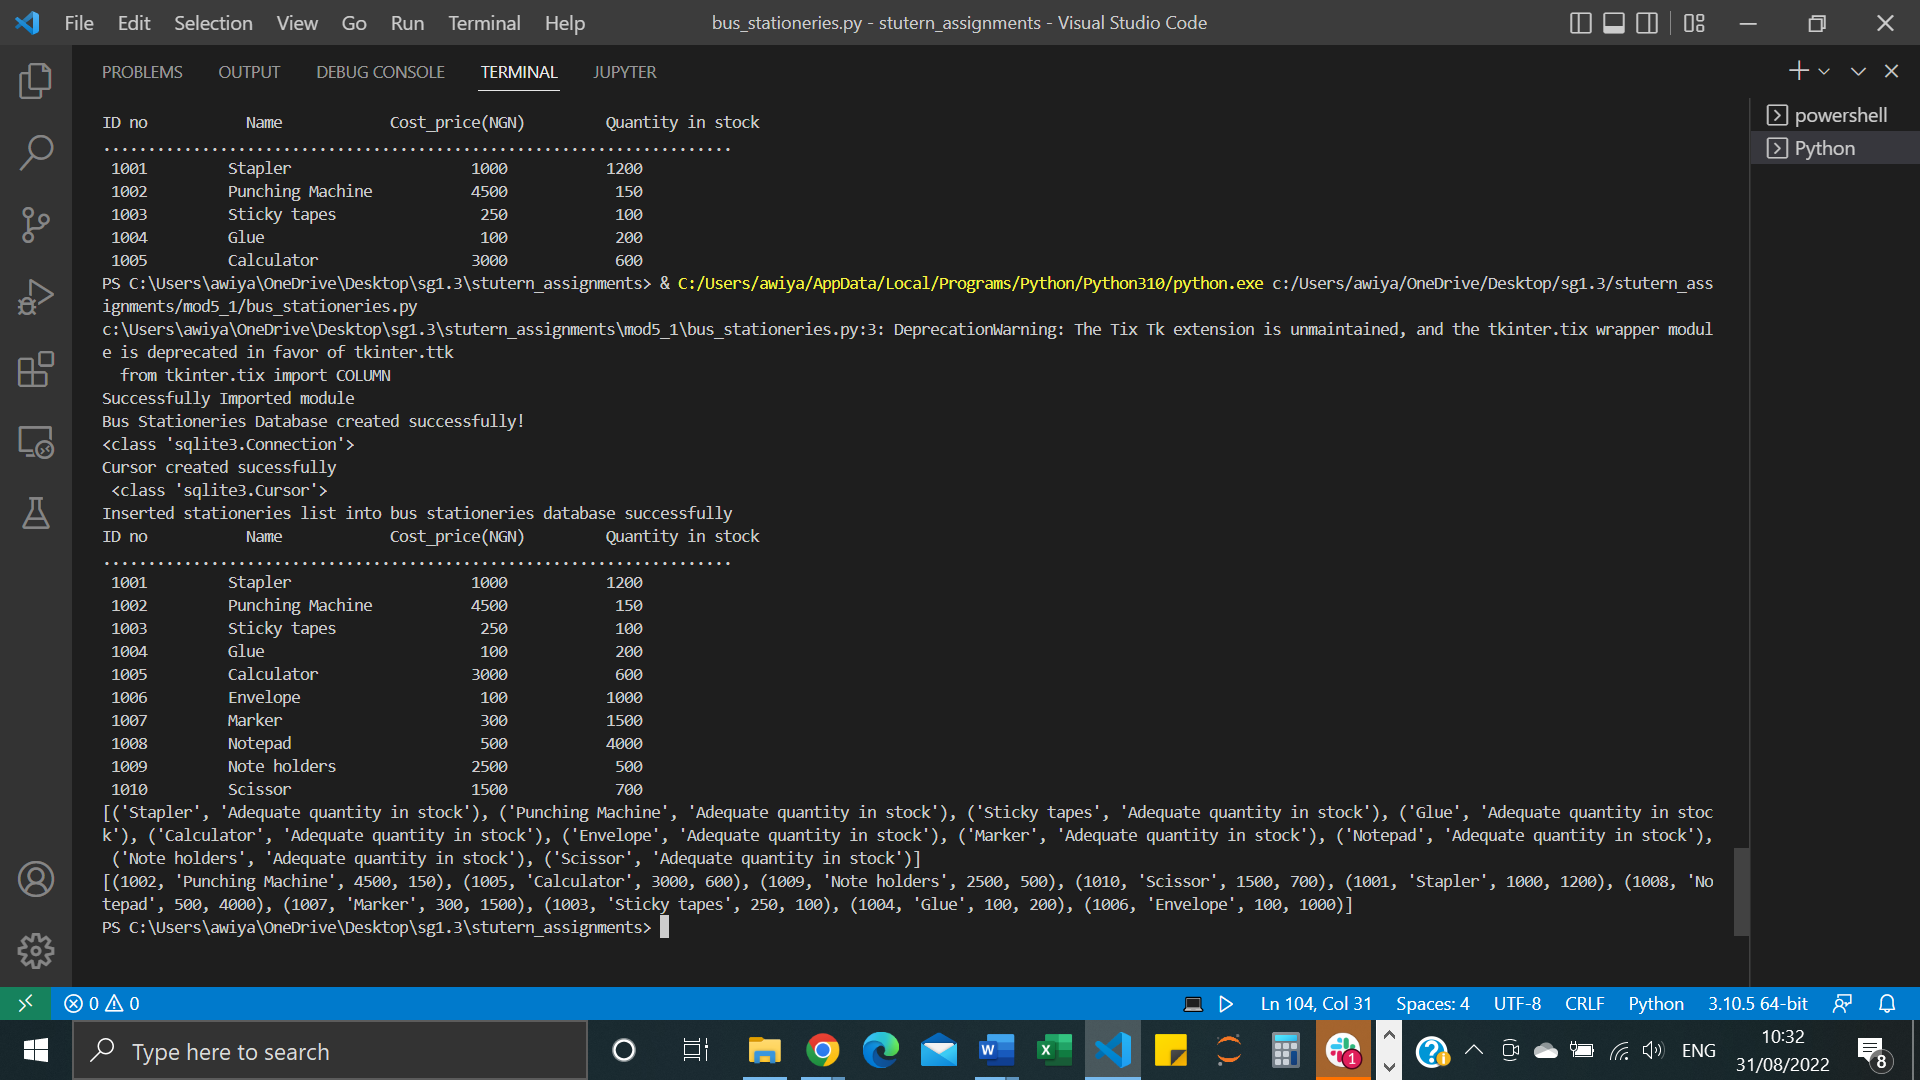 File Edit Selection View Go Run Terminal Help
bus_stationeries.py - stutern_assignments - Visual Studio Code
PROBLEMS OUTPUT DEBUG CONSOLE TERMINAL JUPYTER
powershell
Python
ID no Name Cost_price(NGN) Quantity in stock
......................................................................
1001 Stapler 1000 1200
1002 Punching Machine 4500 150
1003 Sticky tapes 250 100
1004 Glue 100 200
1005 Calculator 3000 600
PS C:\Users\awiya\OneDrive\Desktop\sg1.3\stutern_assignments> & C:/Users/awiya/AppData/Local/Programs/Python/Python310/python.exe c:/Users/awiya/OneDrive/Desktop/sg1.3/stutern_ass
ignments/mod5_1/bus_stationeries.py
c:\Users\awiya\OneDrive\Desktop\sg1.3\stutern_assignments\mod5_1\bus_stationeries.py:3: DeprecationWarning: The Tix Tk extension is unmaintained, and the tkinter.tix wrapper modul
e is deprecated in favor of tkinter.ttk
from tkinter.tix import COLUMN
Successfully Imported module
Bus Stationeries Database created successfully!
<class 'sqlite3.Connection'>
Cursor created sucessfully
<class 'sqlite3.Cursor'>
Inserted stationeries list into bus stationeries database successfully
ID no Name Cost_price(NGN) Quantity in stock
......................................................................
1001 Stapler 1000 1200
1002 Punching Machine 4500 150
1003 Sticky tapes 250 100
1004 Glue 100 200
1005 Calculator 3000 600
1006 Envelope 100 1000
1007 Marker 300 1500
1008 Notepad 500 4000
1009 Note holders 2500 500
1010 Scissor 1500 700
[('Stapler', 'Adequate quantity in stock'), ('Punching Machine', 'Adequate quantity in stock'), ('Sticky tapes', 'Adequate quantity in stock'), ('Glue', 'Adequate quantity in stoc
k'), ('Calculator', 'Adequate quantity in stock'), ('Envelope', 'Adequate quantity in stock'), ('Marker', 'Adequate quantity in stock'), ('Notepad', 'Adequate quantity in stock'),
('Note holders', 'Adequate quantity in stock'), ('Scissor', 'Adequate quantity in stock')]
[(1002, 'Punching Machine', 4500, 150), (1005, 'Calculator', 3000, 600), (1009, 'Note holders', 2500, 500), (1010, 'Scissor', 1500, 700), (1001, 'Stapler', 1000, 1200), (1008, 'No
tepad', 500, 4000), (1007, 'Marker', 300, 1500), (1003, 'Sticky tapes', 250, 100), (1004, 'Glue', 100, 200), (1006, 'Envelope', 100, 1000)]
PS C:\Users\awiya\OneDrive\Desktop\sg1.3\stutern_assignments>
0 0 Ln 104, Col 31 Spaces: 4 UTF-8 CRLF Python 3.10.5 64-bit
Type here to search
1
ENG
10:32
31/08/2022
8